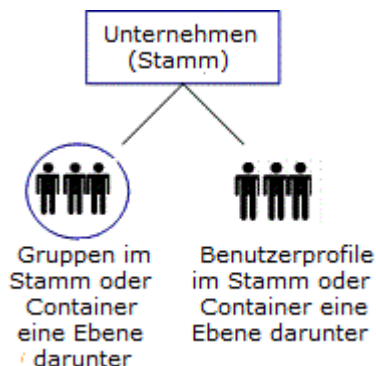 Unternehmen
(Stamm)
Gruppen im
Stamm oder
Container
eine Ebene
darunter
Benutzerprofile
im Stamm oder
Container eine
Ebene darunter